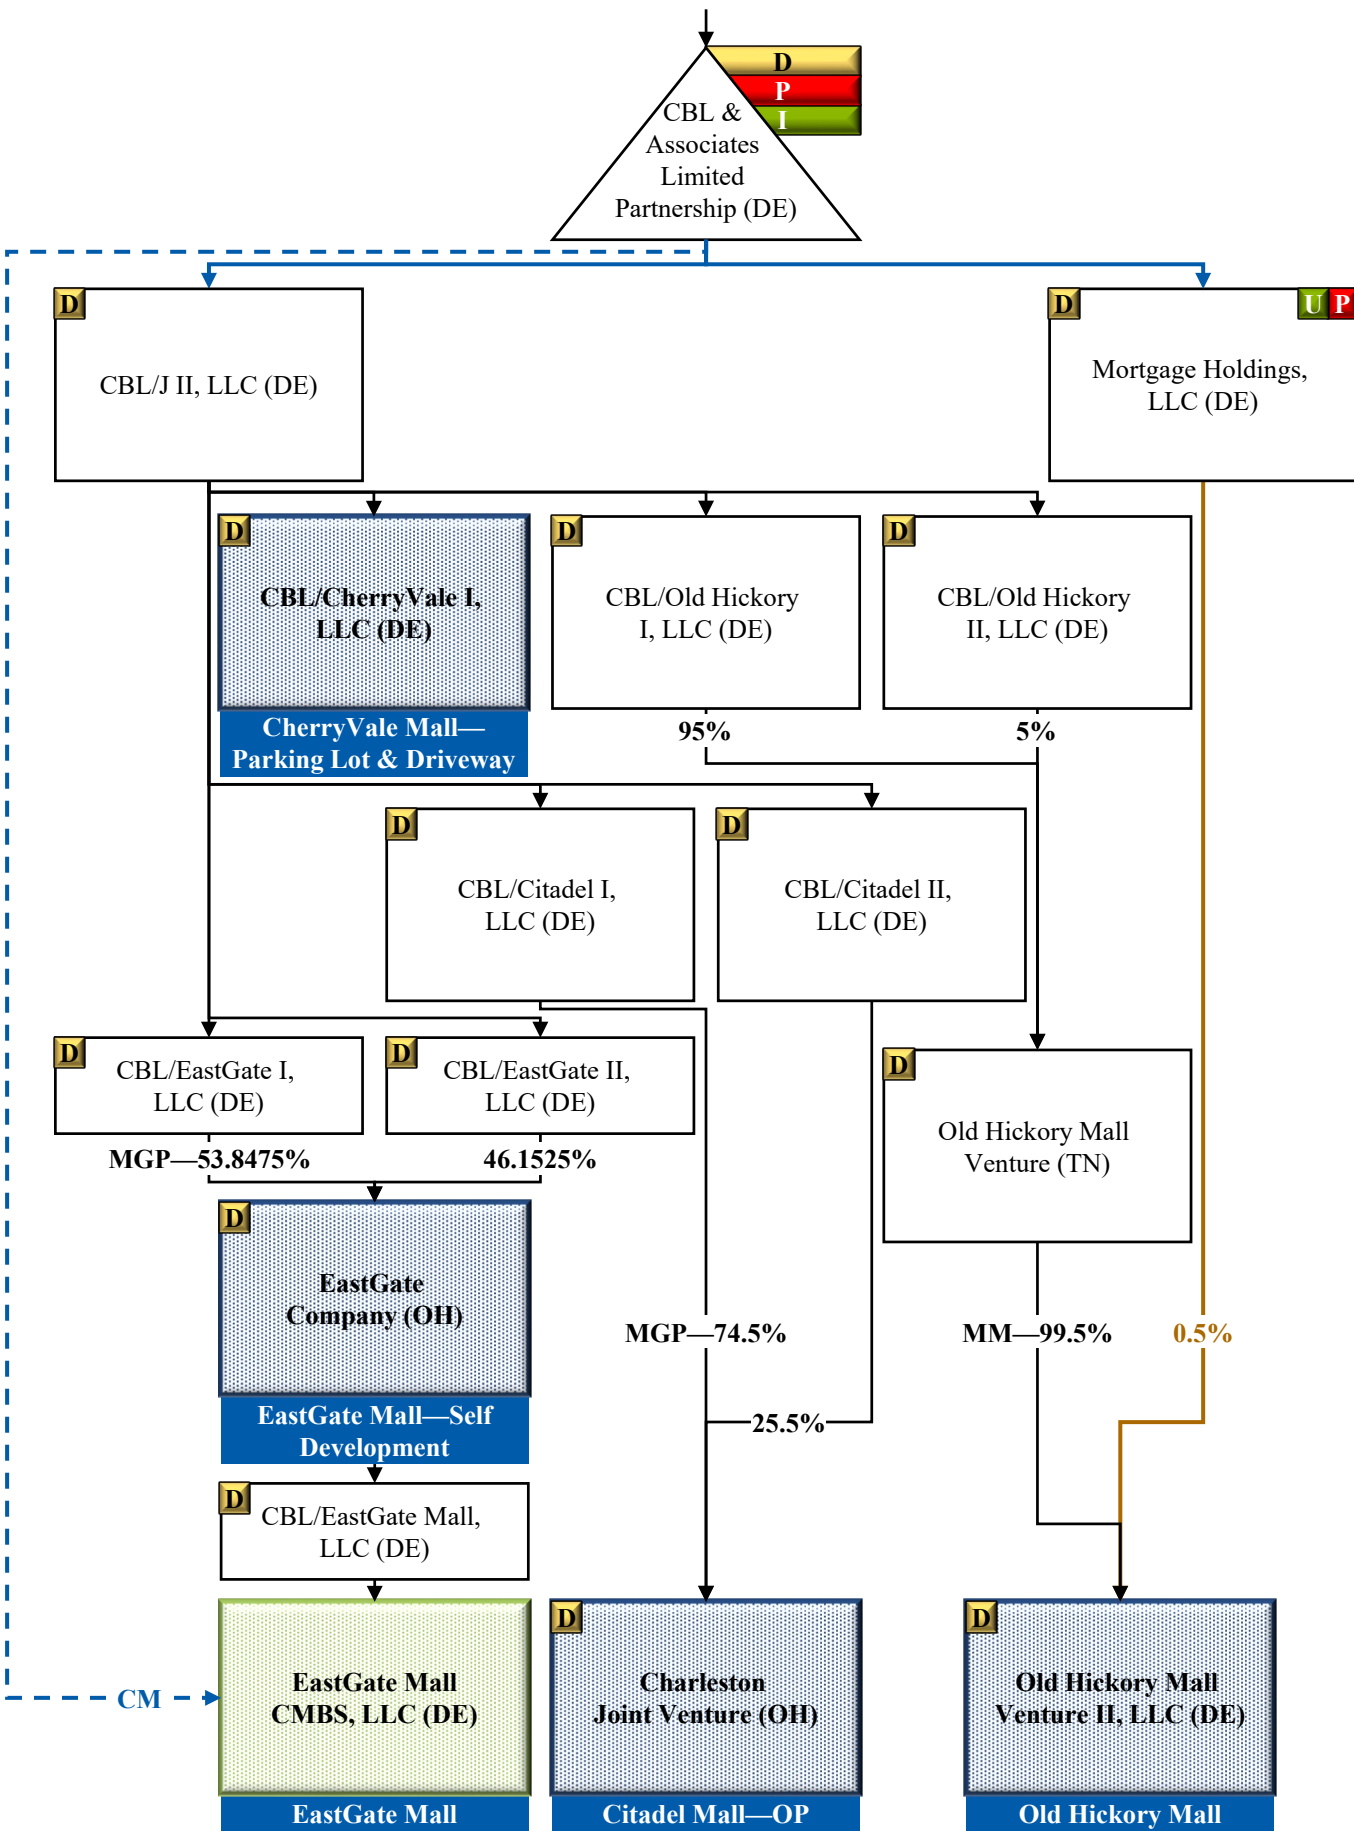 D
P
I
CBL &
Associates
Limited
Partnership (DE)
D
CBL/J II, LLC (DE)
D
U P
Mortgage Holdings,
LLC (DE)
D
CBL/CherryVale I,
LLC (DE)
CherryVale Mall—
Parking Lot & Driveway
D
CBL/Old Hickory
I, LLC (DE)
95%
D
CBL/Old Hickory
II, LLC (DE)
5%
D
CBL/Citadel I,
LLC (DE)
D
CBL/Citadel II,
LLC (DE)
D
CBL/EastGate I,
LLC (DE)
MGP—53.8475%
D
CBL/EastGate II,
LLC (DE)
46.1525%
D
Old Hickory Mall
Venture (TN)
D
EastGate
Company (OH)
EastGate Mall—Self
Development
MGP—74.5%
25.5%
MM—99.5%
0.5%
D
CBL/EastGate Mall,
LLC (DE)
CM
EastGate Mall
CMBS, LLC (DE)
EastGate Mall
D
Charleston
Joint Venture (OH)
Citadel Mall—OP
D
Old Hickory Mall
Venture II, LLC (DE)
Old Hickory Mall